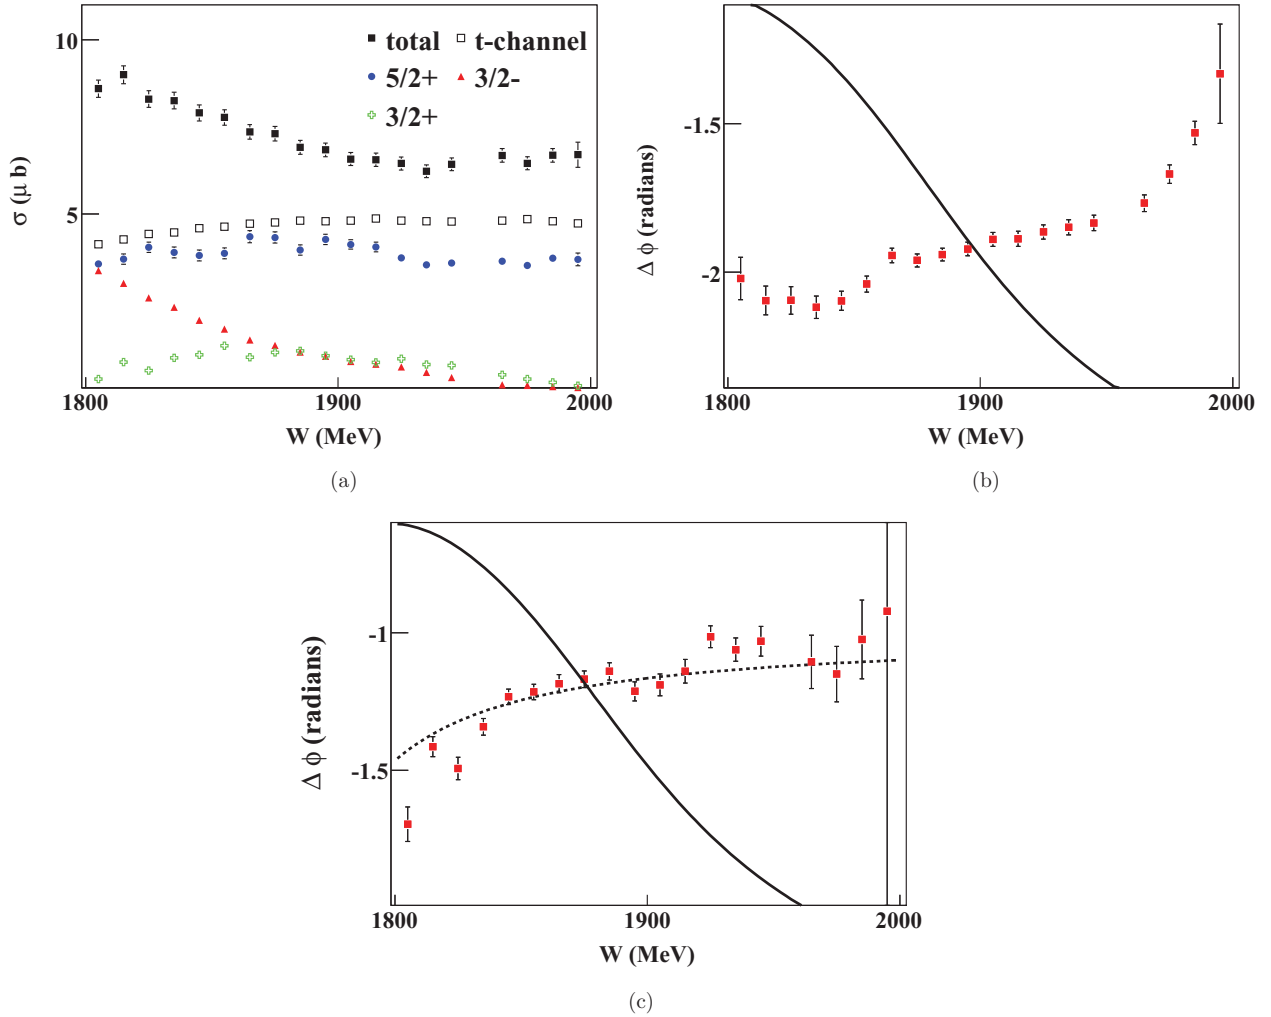 10
5
σ (μ b)
total
t-channel
5/2+
3/2-
3/2+
1800
1900
2000
W (MeV)
(a)
-1.5
-2
Δ ϕ (radians)
1800
1900
2000
W (MeV)
(b)
-1
-1.5
Δ ϕ (radians)
1800
1900
2000
W (MeV)
(c)